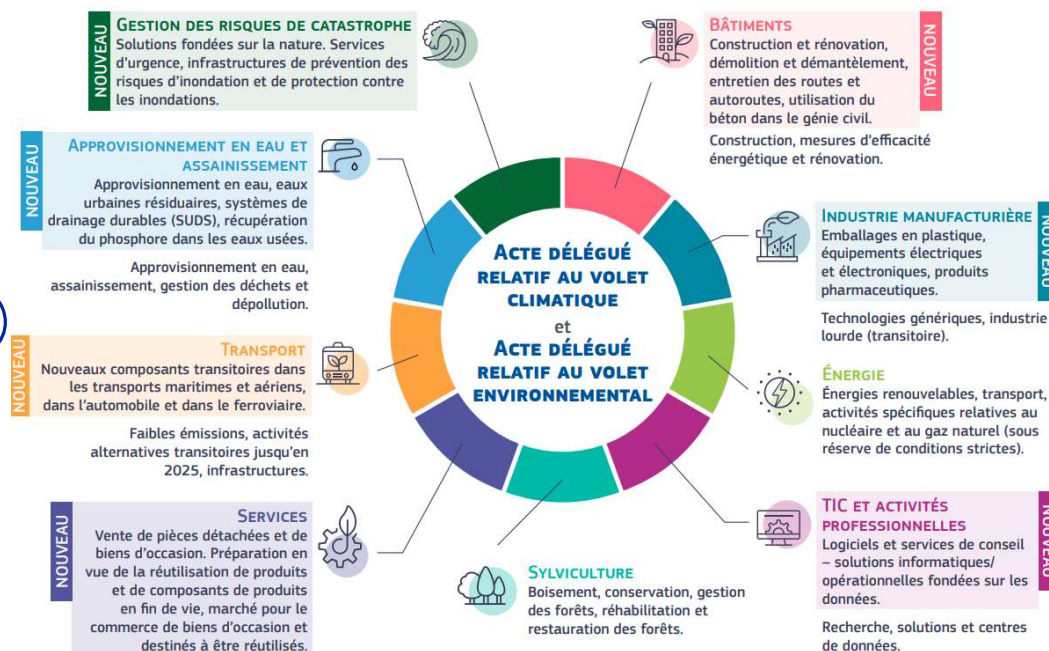 NOUVEAU
GESTION DES RISQUES DE CATASTROPHE
Solutions fondées sur la nature. Services
d'urgence, infrastructures de prévention des
risques d'inondation et de protection contre
les inondations.
NOUVEAU
BÂTIMENTS
Construction et rénovation,
démolition et démantèlement,
entretien des routes et
autoroutes, utilisation du
béton dans le génie civil.
Construction, mesures d'efficacité
énergétique et rénovation.
NOUVEAU
APPROVISIONNEMENT EN EAU ET
ASSAINISSEMENT
Approvisionnement en eau, eaux
urbaines résiduaires, systèmes de
drainage durables (SUDS), récupération
du phosphore dans les eaux usées.
Approvisionnement en eau,
assainissement, gestion des déchets et
dépollution.
NOUVEAU
INDUSTRIE MANUFACTURIÈRE
Emballages en plastique,
équipements électriques
et électroniques, produits
pharmaceutiques.
Technologies génériques, industrie
lourde (transitoire).
ACTE DÉLÉGUÉ
RELATIF AU VOLET
CLIMATIQUE
et
ACTE DÉLÉGUÉ
RELATIF AU VOLET
ENVIRONNEMENTAL
NOUVEAU
TRANSPORT
Nouveaux composants transitoires dans
les transports maritimes et aériens,
dans l'automobile et dans le ferroviaire.
Faibles émissions, activités
alternatives transitoires jusqu'en
2025, infrastructures.
ÉNERGIE
Énergies renouvelables, transport,
activités spécifiques relatives au
nucléaire et au gaz naturel (sous
réserve de conditions strictes).
NOUVEAU
SERVICES
Vente de pièces détachées et de
biens d'occasion. Préparation en
vue de la réutilisation de produits
et de composants de produits
en fin de vie, marché pour le
commerce de biens d'occasion et
destinés à être réutilisés.
SYLVICULTURE
Boisement, conservation, gestion
des forêts, réhabilitation et
restauration des forêts.
NOUVEAU
TIC ET ACTIVITÉS
PROFESSIONNELLES
Logiciels et services de conseil
– solutions informatiques/
opérationnelles fondées sur les
données.
Recherche, solutions et centres
de données.